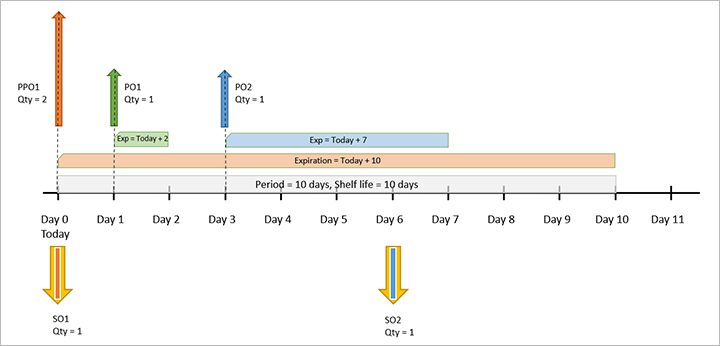 PPO1
Qty = 2
PO1
Qty = 1
PO2
Qty = 1
Exp = Today + 2
Exp = Today + 7
Expiration = Today + 10
Period = 10 days, Shelf life = 10 days
Day 0
Today
Day 1
Day 2
Day 3
Day 4
Day 5
Day 6
Day 7
Day 8
Day 9
Day 10
Day 11
SO1
Qty = 1
SO2
Qty = 1